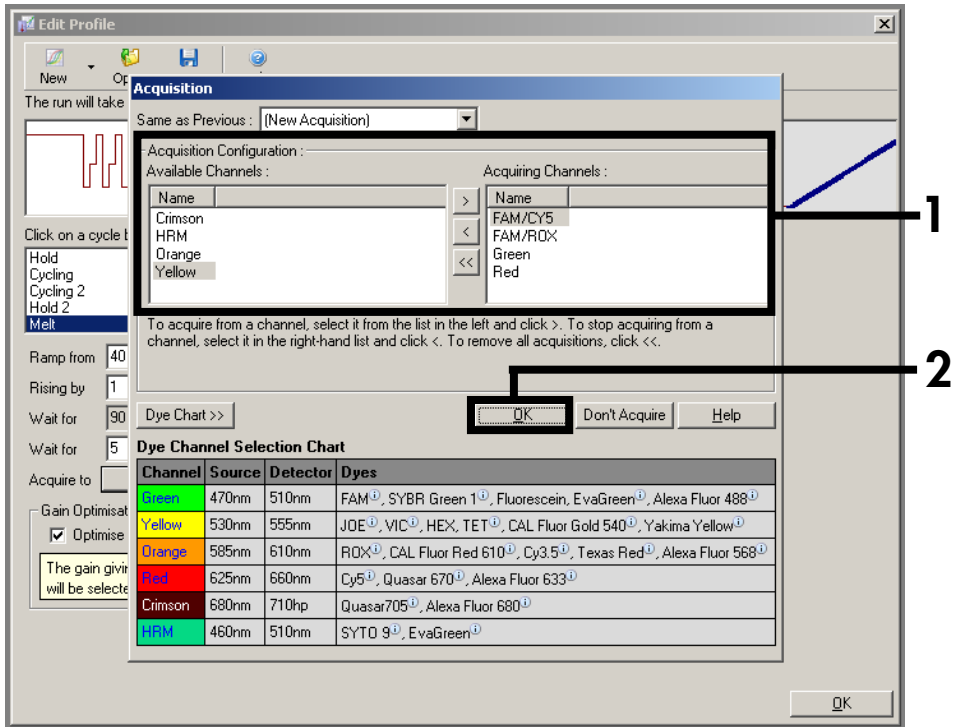 Edit Profile
New
Op
The run will take
Acquisition
Same as Previous : (New Acquisition)
Acquisition Configuration :
Available Channels :
Name
Crimson
HRM
Orange
Yellow
>
<
<<
Acquiring Channels :
Name
FAM/CY5
FAM/ROX
Green
Red
1
To acquire from a channel, select it from the list in the left and click >. To stop acquiring from a
channel, select it in the right-hand list and click <. To remove all acquisitions, click <<.
2
Dye Chart >>
OK
Don't Acquire
Help
Click on a cycle b
Hold
Cycling
Cycling 2
Hold 2
Melt
Ramp from 40
Rising by 1
Wait for 90
Wait for 5
Acquire to
Gain Optimisat
Optimise
The gain givir
will be selecte
Dye Channel Selection Chart
Channel Source Detector Dyes
Green 470nm 510nm FAM, SYBR Green 1, Fluorescein, EvaGreen, Alexa Fluor 488
Yellow 530nm 555nm JOE, VIC, HEX, TET, CAL Fluor Gold 540, Yakima Yellow
Orange 585nm 610nm ROX, CAL Fluor Red 610, Cy3.5, Texas Red, Alexa Fluor 568
Red 625nm 660nm Cy5, Quasar 670, Alexa Fluor 633
Crimson 680nm 710hp Quasar705, Alexa Fluor 680
HRM 460nm 510nm SYTO 9, EvaGreen
OK